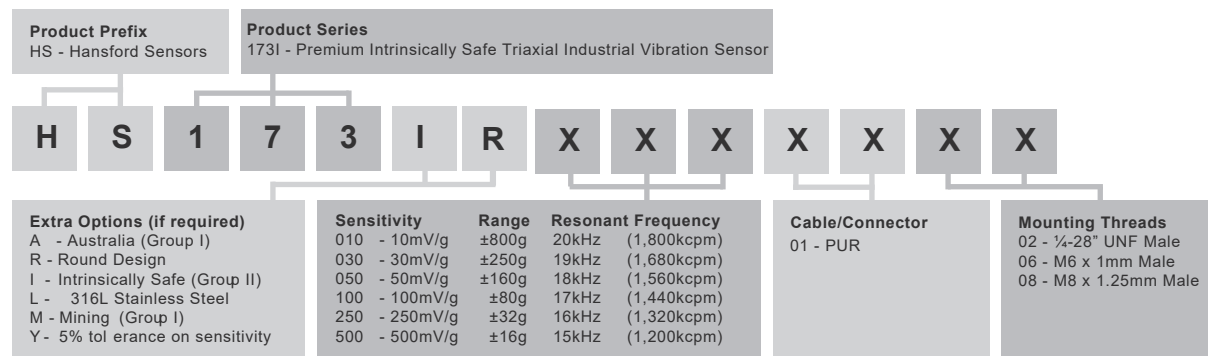 Product Prefix
HS - Hansford Sensors
Product Series
173I - Premium Intrinsically Safe Triaxial Industrial Vibration Sensor
H S 1 7 3 I R X X X X X X X
Extra Options (if required)
A - Australia (Group I)
R - Round Design
I - Intrinsically Safe (Group II)
L - 316L Stainless Steel
M - Mining (Group I)
Y - 5% tol erance on sensitivity
Sensitivity Range Resonant Frequency
010 - 10mV/g ±800g 20kHz (1,800kcpm)
030 - 30mV/g ±250g 19kHz (1,680kcpm)
050 - 50mV/g ±160g 18kHz (1,560kcpm)
100 - 100mV/g ±80g 17kHz (1,440kcpm)
250 - 250mV/g ±32g 16kHz (1,320kcpm)
500 - 500mV/g ±16g 15kHz (1,200kcpm)
Cable/Connector
01 - PUR
Mounting Threads
02 - ¼-28” UNF Male
06 - M6 x 1mm Male
08 - M8 x 1.25mm Male